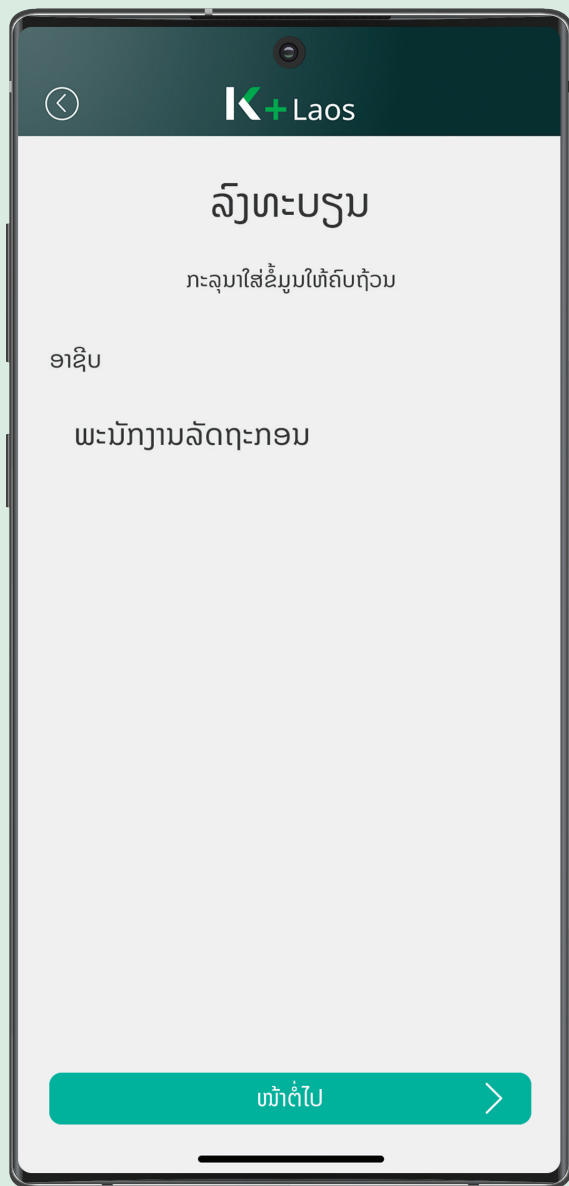 K+ Laos
ລົງທະບຽນ
ກະລຸນາໃສ່ຂໍ້ມູນໃຫ້ຄົບຖ້ວນ
ອາຊີບ
ພະນັກງານລັດຖະກອນ
ໜ້າຕໍ່ໄປ